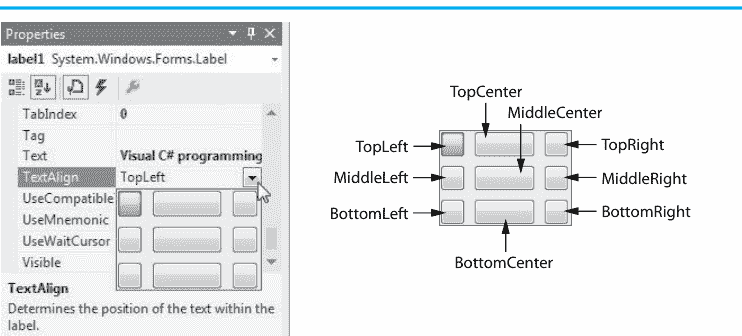 Properties
label1 System.Windows.Forms.Label
TabIndex 0
Tag
Text Visual C# programming
TextAlign TopLeft
UseCompatible
UseMnemonic
UseWaitCursor
Visible
TextAlign
Determines the position of the text within the
label.
TopCenter
MiddleCenter
TopLeft
TopRight
MiddleLeft
MiddleRight
BottomLeft
BottomRight
BottomCenter